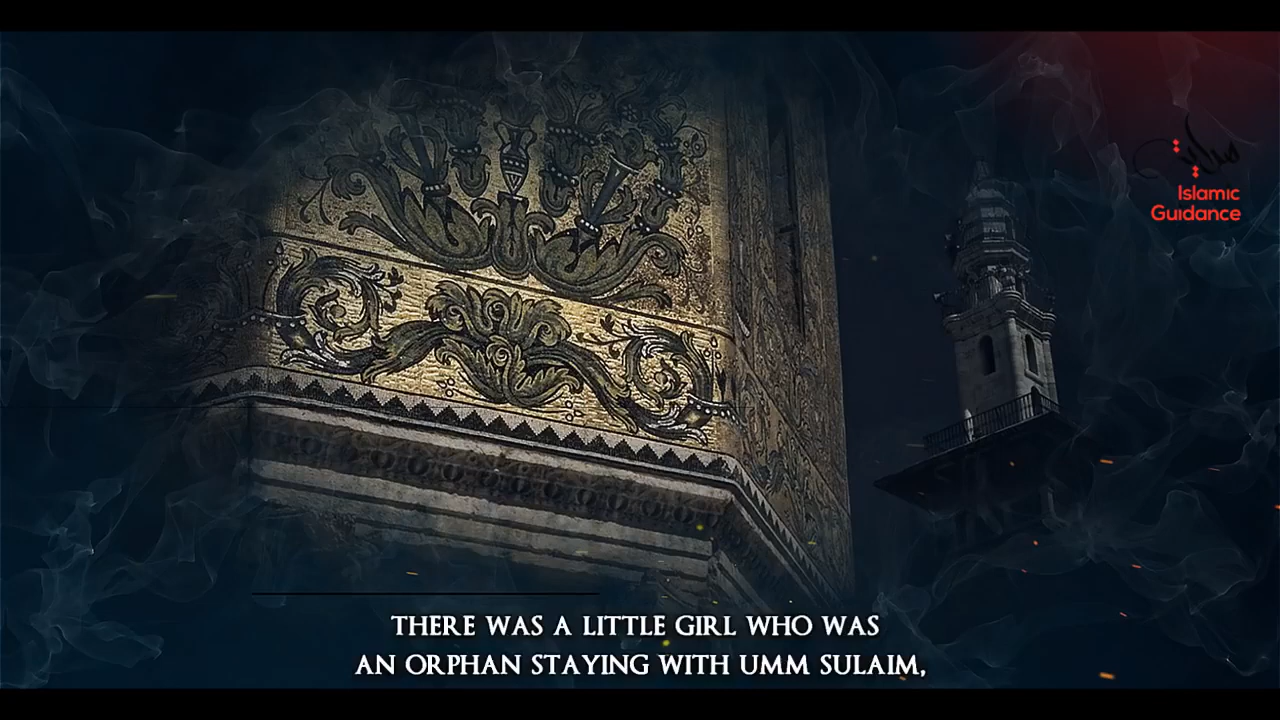 Islamic
Guidance
THERE WAS A LITTLE GIRL WHO WAS
AN ORPHAN STAYING WITH UMM SULAIM,